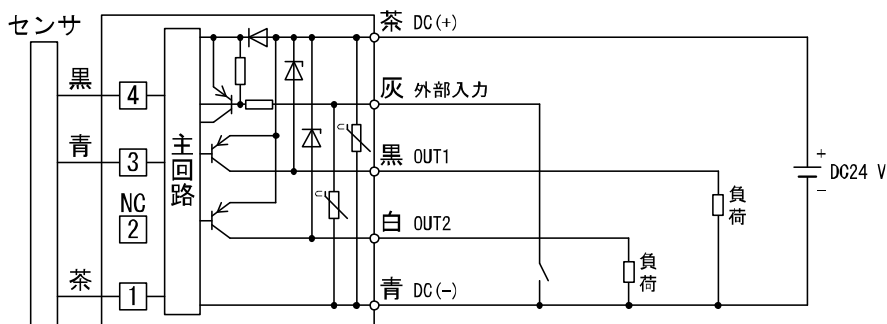 センサ
茶 DC(+)
黒
4
灰 外部入力
青
3
主回路
黒 OUT1
+
DC24 V
−
負荷
NC
2
白 OUT2
負荷
茶
1
青 DC(-)
U
U